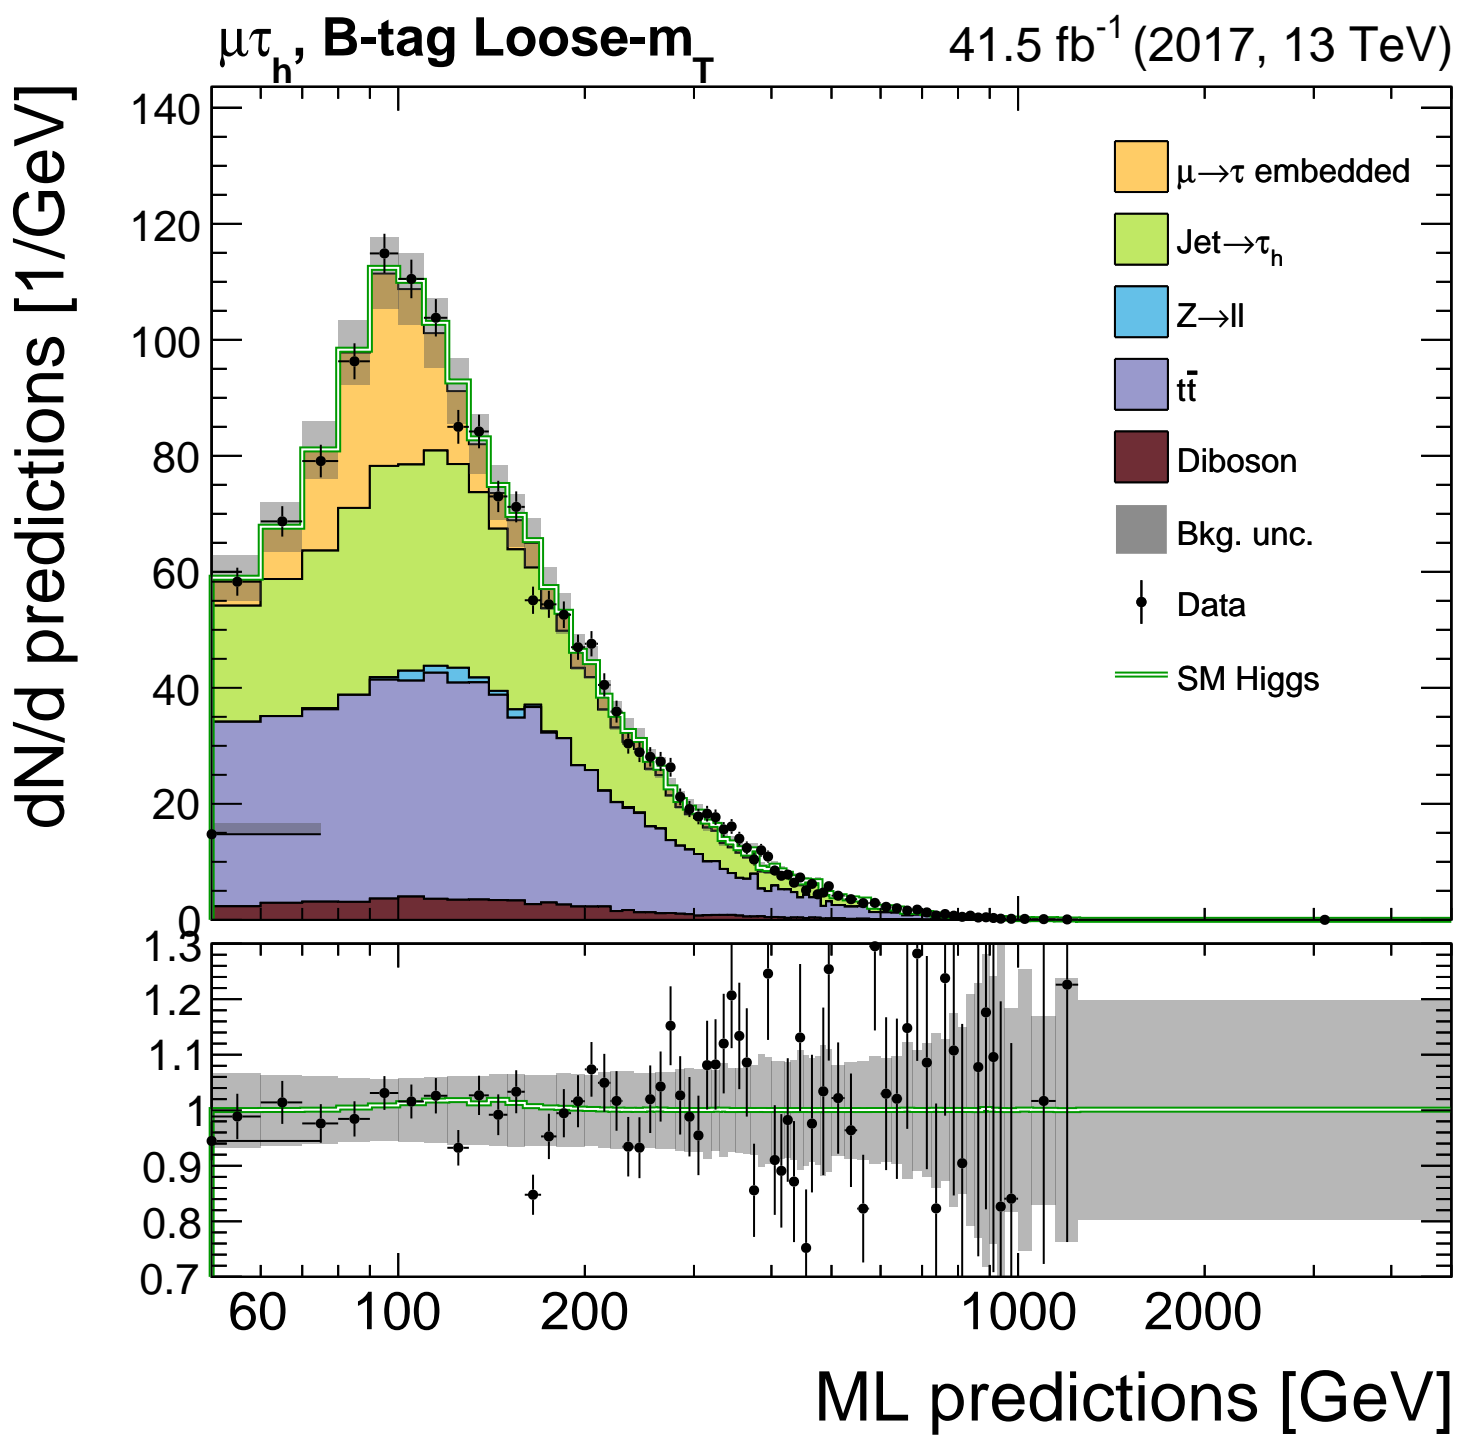 μτh, B-tag Loose-mT
41.5 fb-1 (2017, 13 TeV)
dN/d predictions [1/GeV]
140
120
100
80
60
40
20
0
μ→τ embedded
Jet→τh
Z→ll
tt̄
Diboson
Bkg. unc.
Data
SM Higgs
1.3
1.2
1.1
1
0.9
0.8
0.7
60 100 200 1000 2000
ML predictions [GeV]